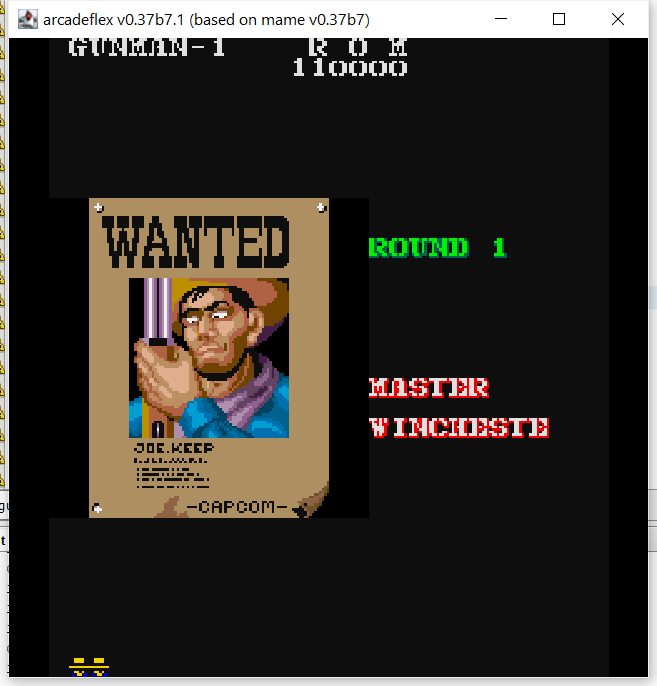 arcadeflex v0.37b7.1 (based on mame v0.37b7)
GUNMAN-1 R O M
110000
WANTED
ROUND 1
MASTER
WINCHESTE
JOE.KEEP
-CAPCOM-